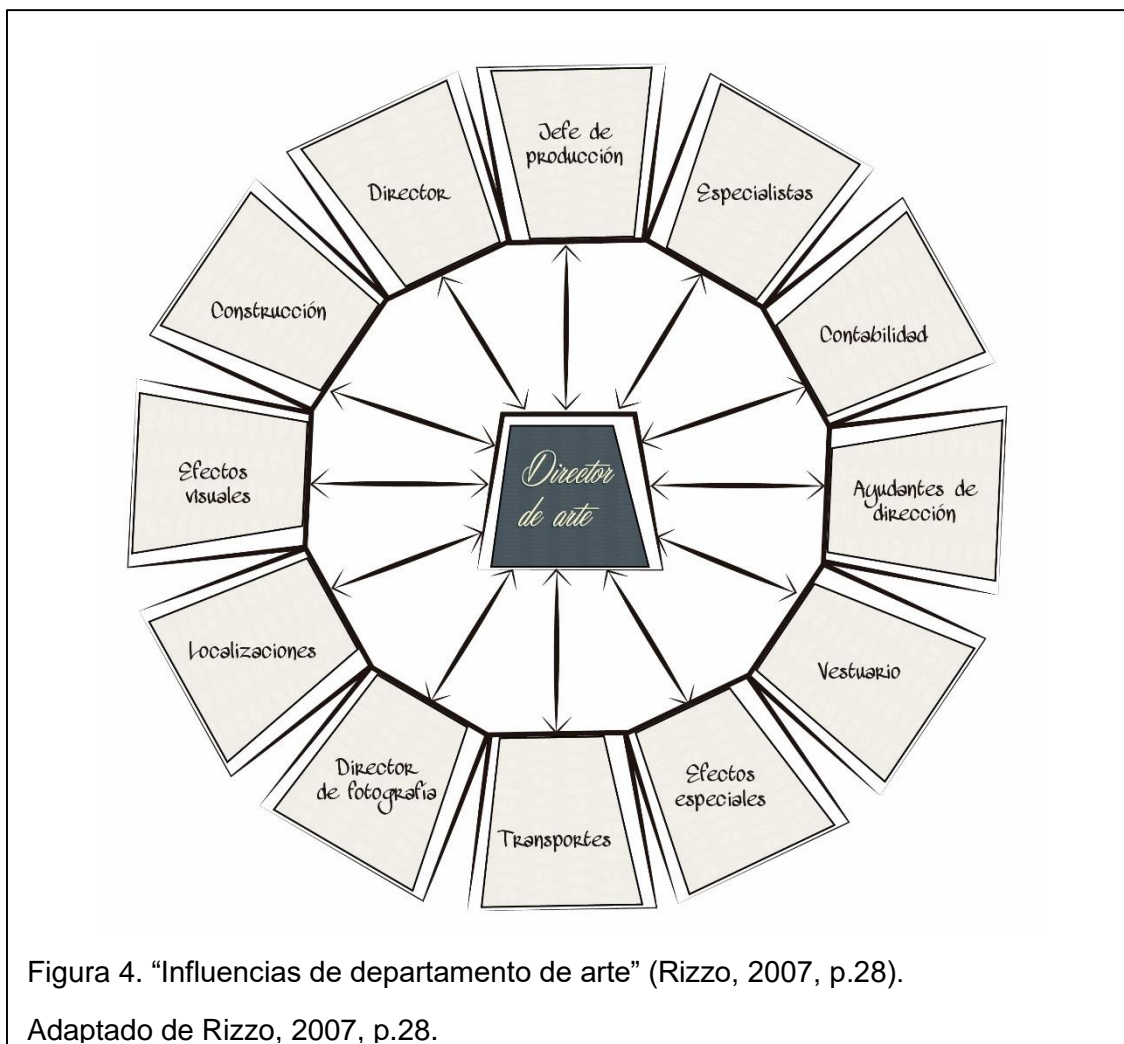 Jefe de
producción
Director
Especialistas
Construcción
Contabilidad
Efectos
visuales
Director
de arte
Ayudantes de
dirección
Localizaciones
Vestuario
Director
de fotografía
Efectos
especiales
Transportes
Figura 4. “Influencias de departamento de arte” (Rizzo, 2007, p.28).
Adaptado de Rizzo, 2007, p.28.